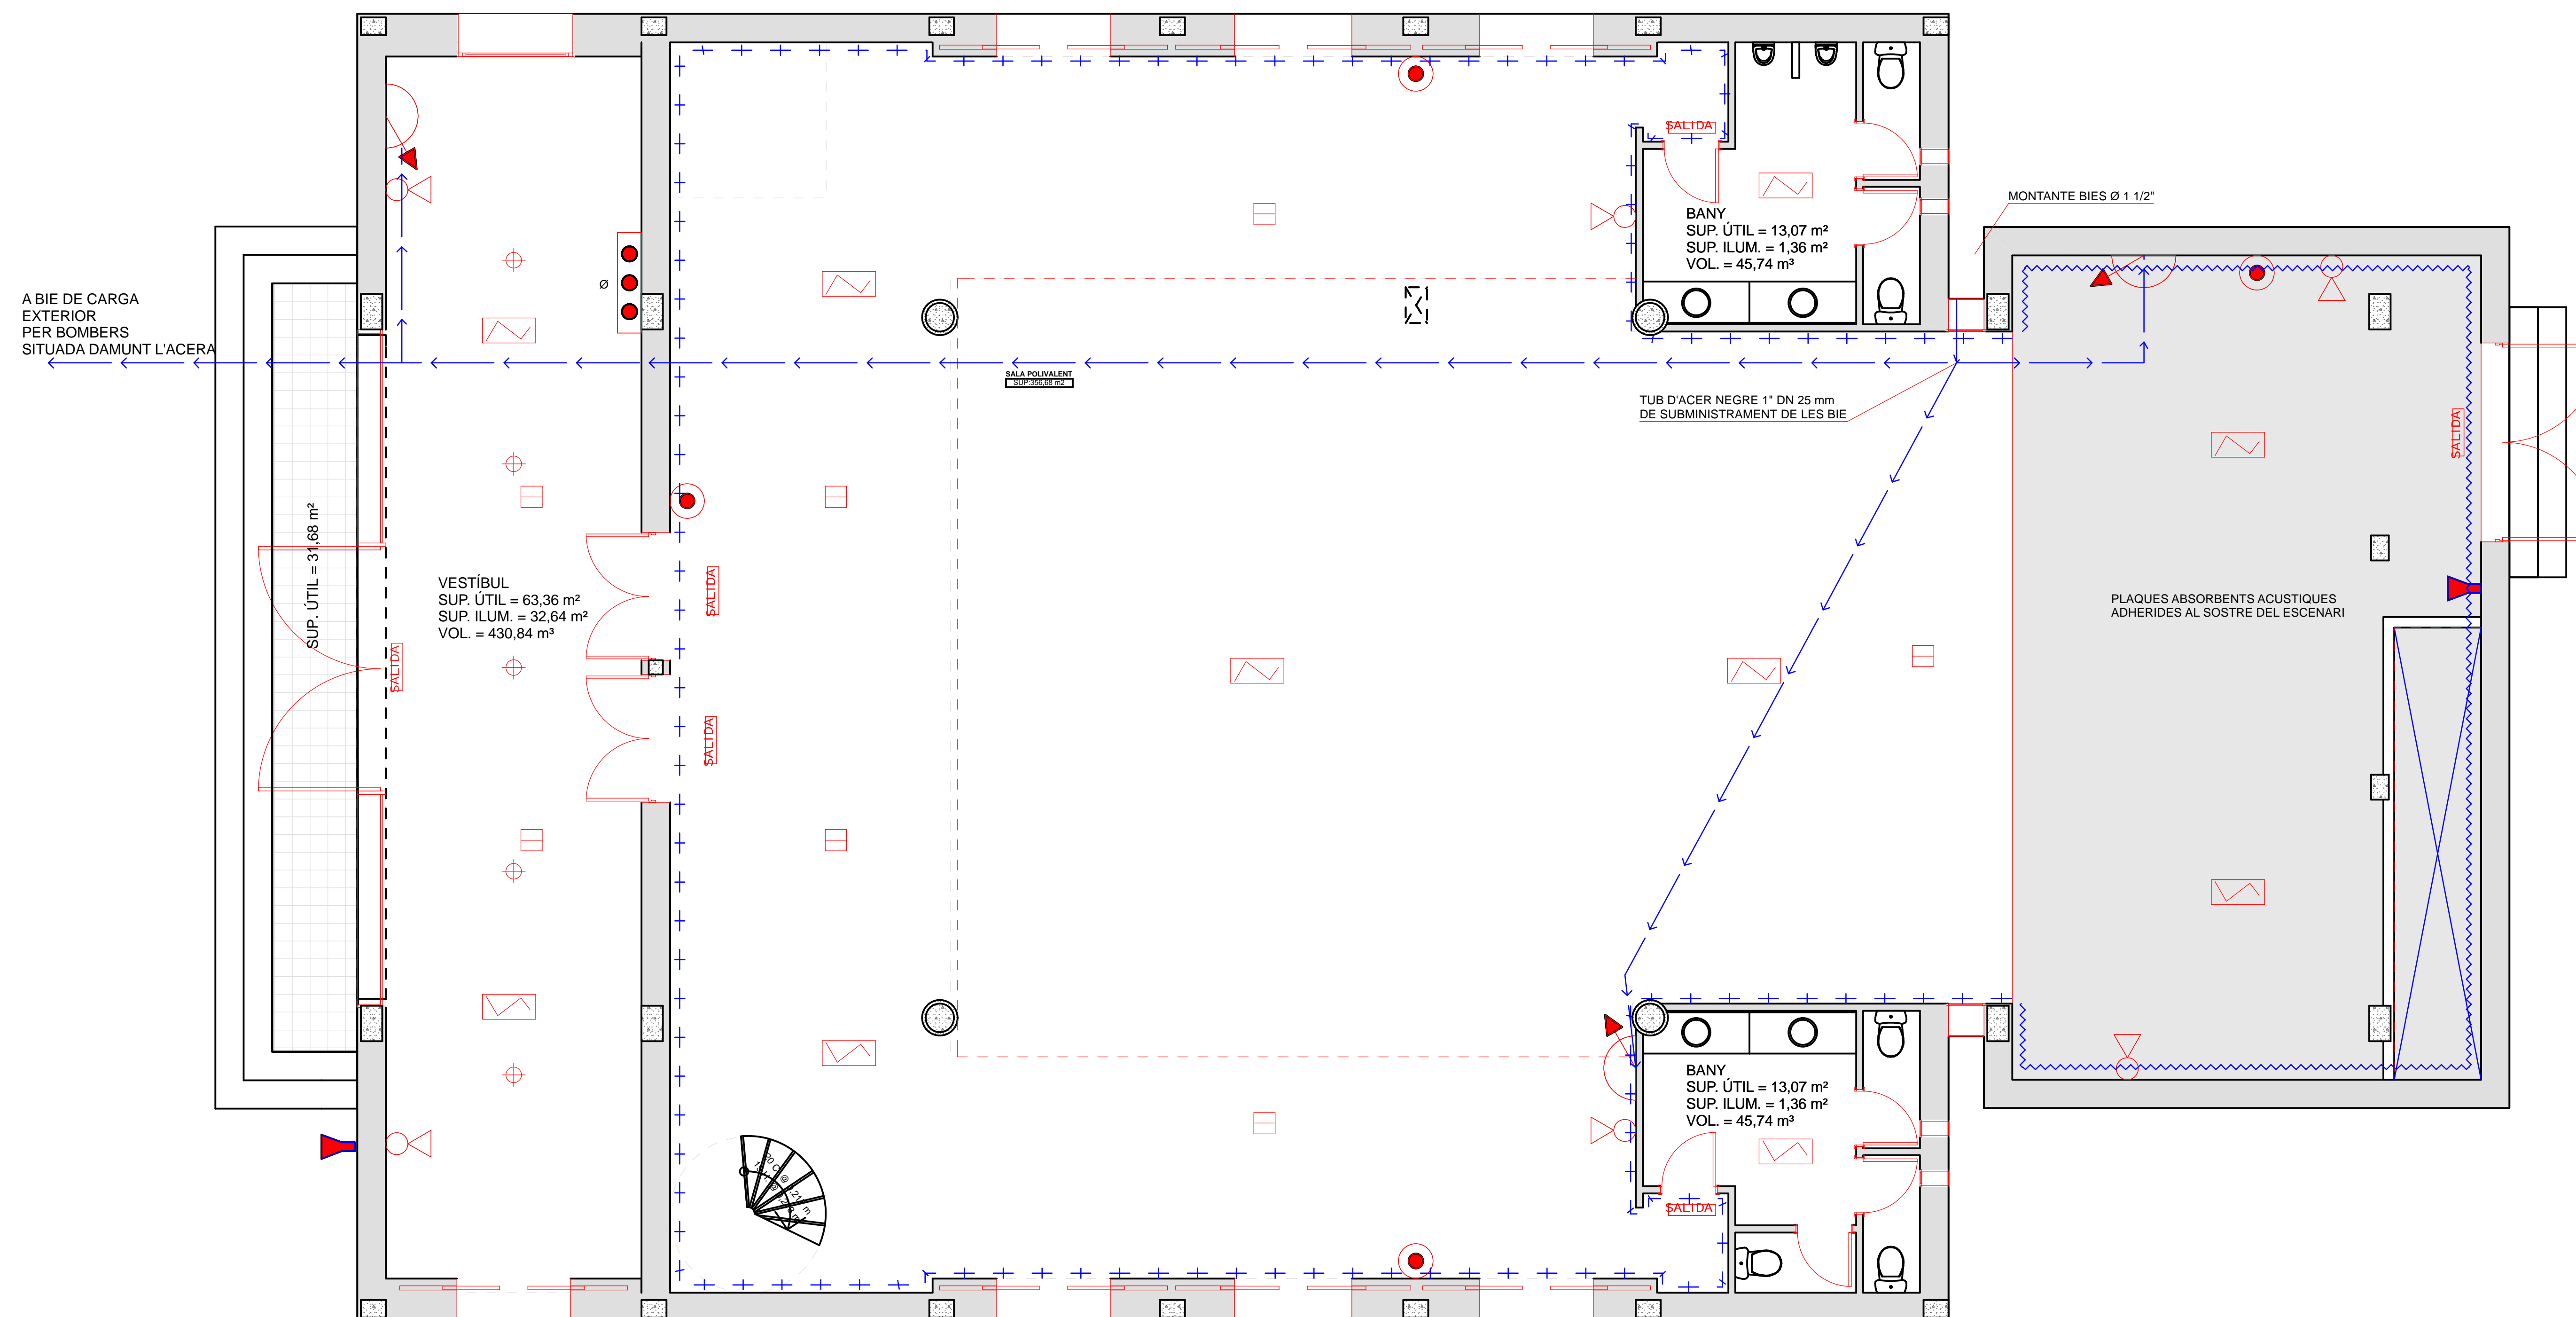 SALIDA
MONTANTE BIES Ø 1 1/2"
BANY
SUP. ÚTIL = 13,07 m²
SUP. ILUM. = 1,36 m²
VOL. = 45,74 m³
Ø
A BIE DE CARGA
EXTERIOR
PER BOMBERS
SITUADA DAMUNT L'ACERA
SALA POLIVALENT
SUP:356,68 m2
TUB D'ACER NEGRE 1" DN 25 mm
DE SUBMINISTRAMENT DE LES BIE
SALIDA
SUP. ÚTIL = 31,68 m²
VESTÍBUL
SUP. ÚTIL = 63,36 m²
SUP. ILUM. = 32,64 m²
VOL. = 430,84 m³
SALIDA
PLAQUES ABSORBENTS ACUSTIQUES
ADHERIDES AL SOSTRE DEL ESCENARI
SALIDA
SALIDA
BANY
SUP. ÚTIL = 13,07 m²
SUP. ILUM. = 1,36 m²
VOL. = 45,74 m³
SALIDA